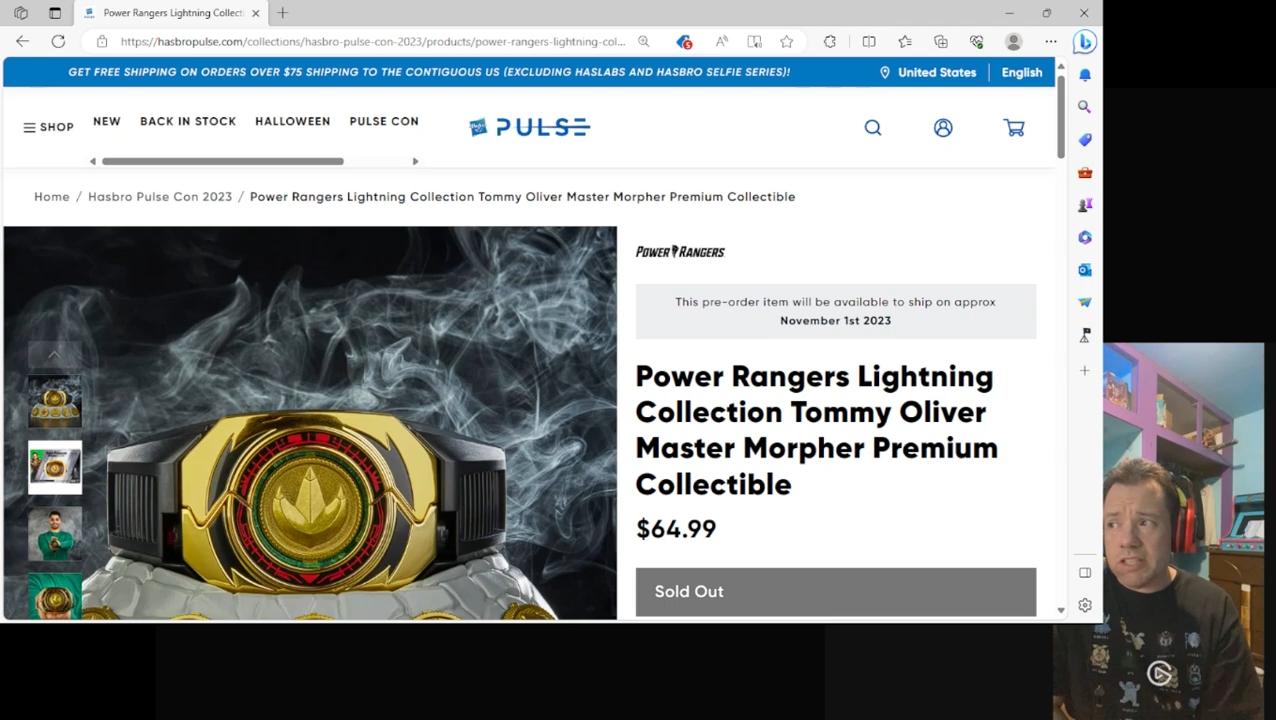 Power Rangers Lightning Collecti
https://hasbropulse.com/collections/hasbro-pulse-con-2023/products/power-rangers-lightning-col...
GET FREE SHIPPING ON ORDERS OVER $75 SHIPPING TO THE CONTIGUOUS US (EXCLUDING HASLABS AND HASBRO SELFIE SERIES)!
United States
English
SHOP
NEW
BACK IN STOCK
HALLOWEEN
PULSE CON
PULSE
Home / Hasbro Pulse Con 2023 / Power Rangers Lightning Collection Tommy Oliver Master Morpher Premium Collectible
POWER RANGERS
This pre-order item will be available to ship on approx
November 1st 2023
Power Rangers Lightning
Collection Tommy Oliver
Master Morpher Premium
Collectible
$64.99
Sold Out